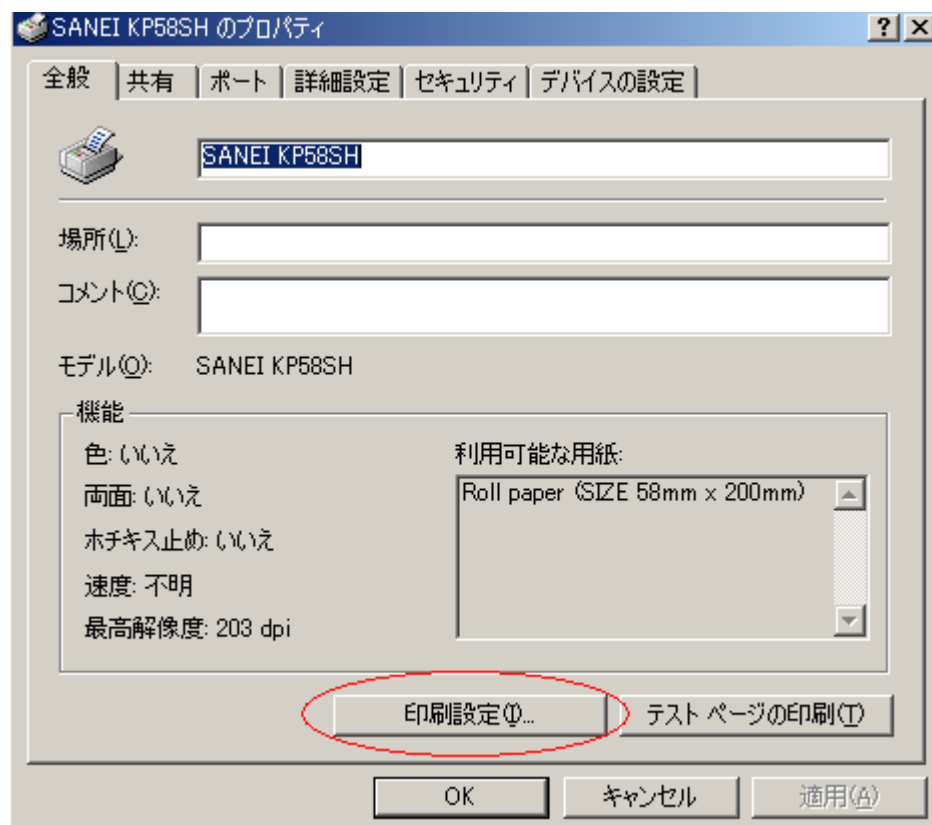 SANEI KP58SH のプロパティ
全般 共有 ポート 詳細設定 セキュリティ デバイスの設定
SANEI KP58SH
場所(L):
コメント(C):
モデル(O): SANEI KP58SH
機能
色: いいえ 利用可能な用紙:
両面: いいえ Roll paper (SIZE 58mm x 200mm)
ホチキス止め: いいえ
速度: 不明
最高解像度: 203 dpi
印刷設定(I)... テスト ページの印刷(T)
OK キャンセル 適用(A)